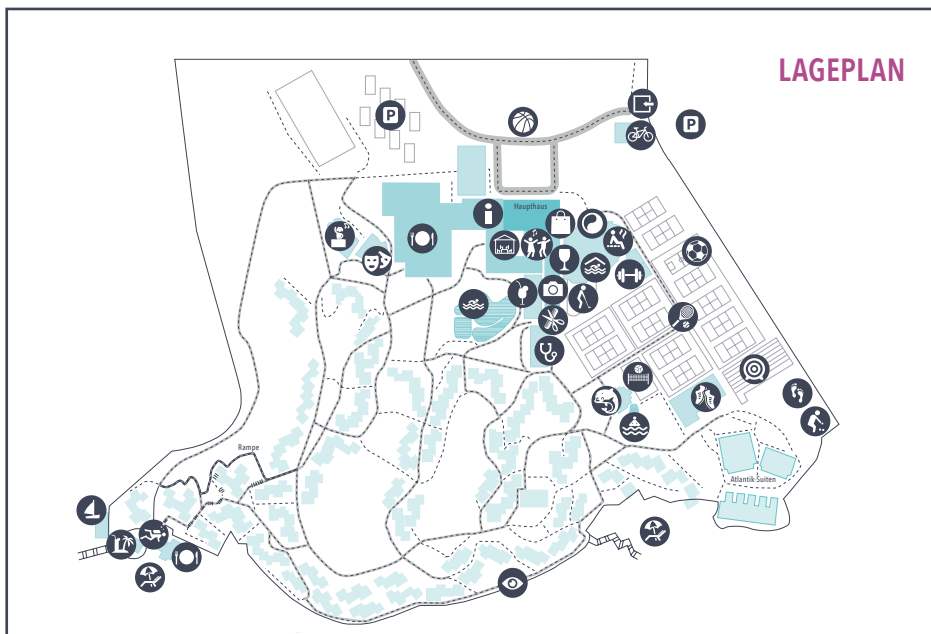 LAGEPLAN
P
P
Haupthaus
Rampe
Atlantik-Suiten